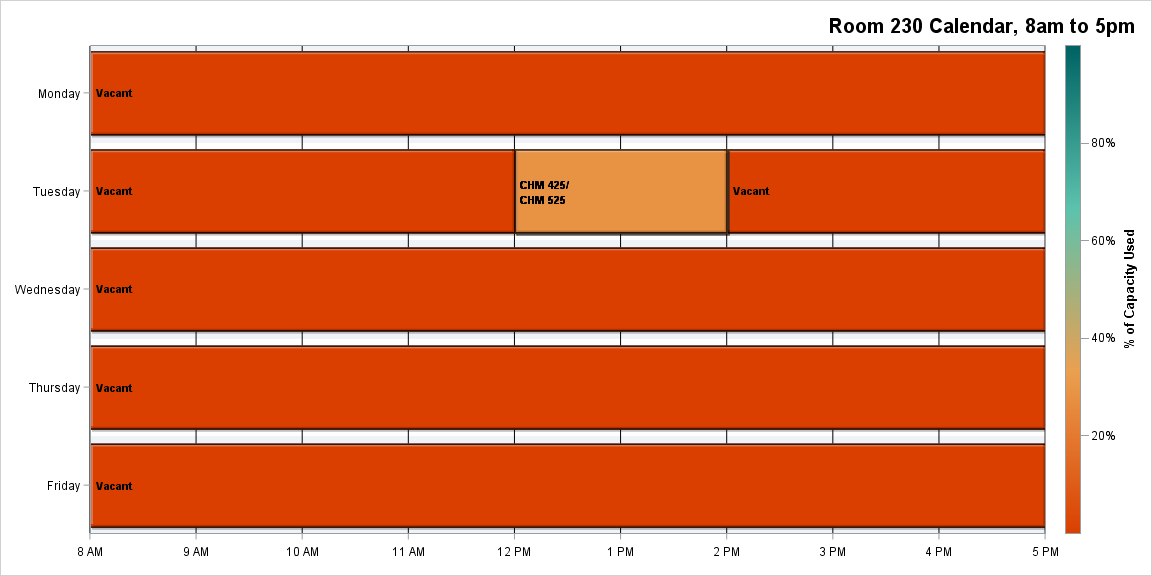 Room 230 Calendar, 8am to 5pm
Monday
Vacant
Tuesday
Vacant
CHM 425/
CHM 525
Vacant
Wednesday
Vacant
Thursday
Vacant
Friday
Vacant
8 AM
9 AM
10 AM
11 AM
12 PM
1 PM
2 PM
3 PM
4 PM
5 PM
80%
60%
40%
20%
% of Capacity Used